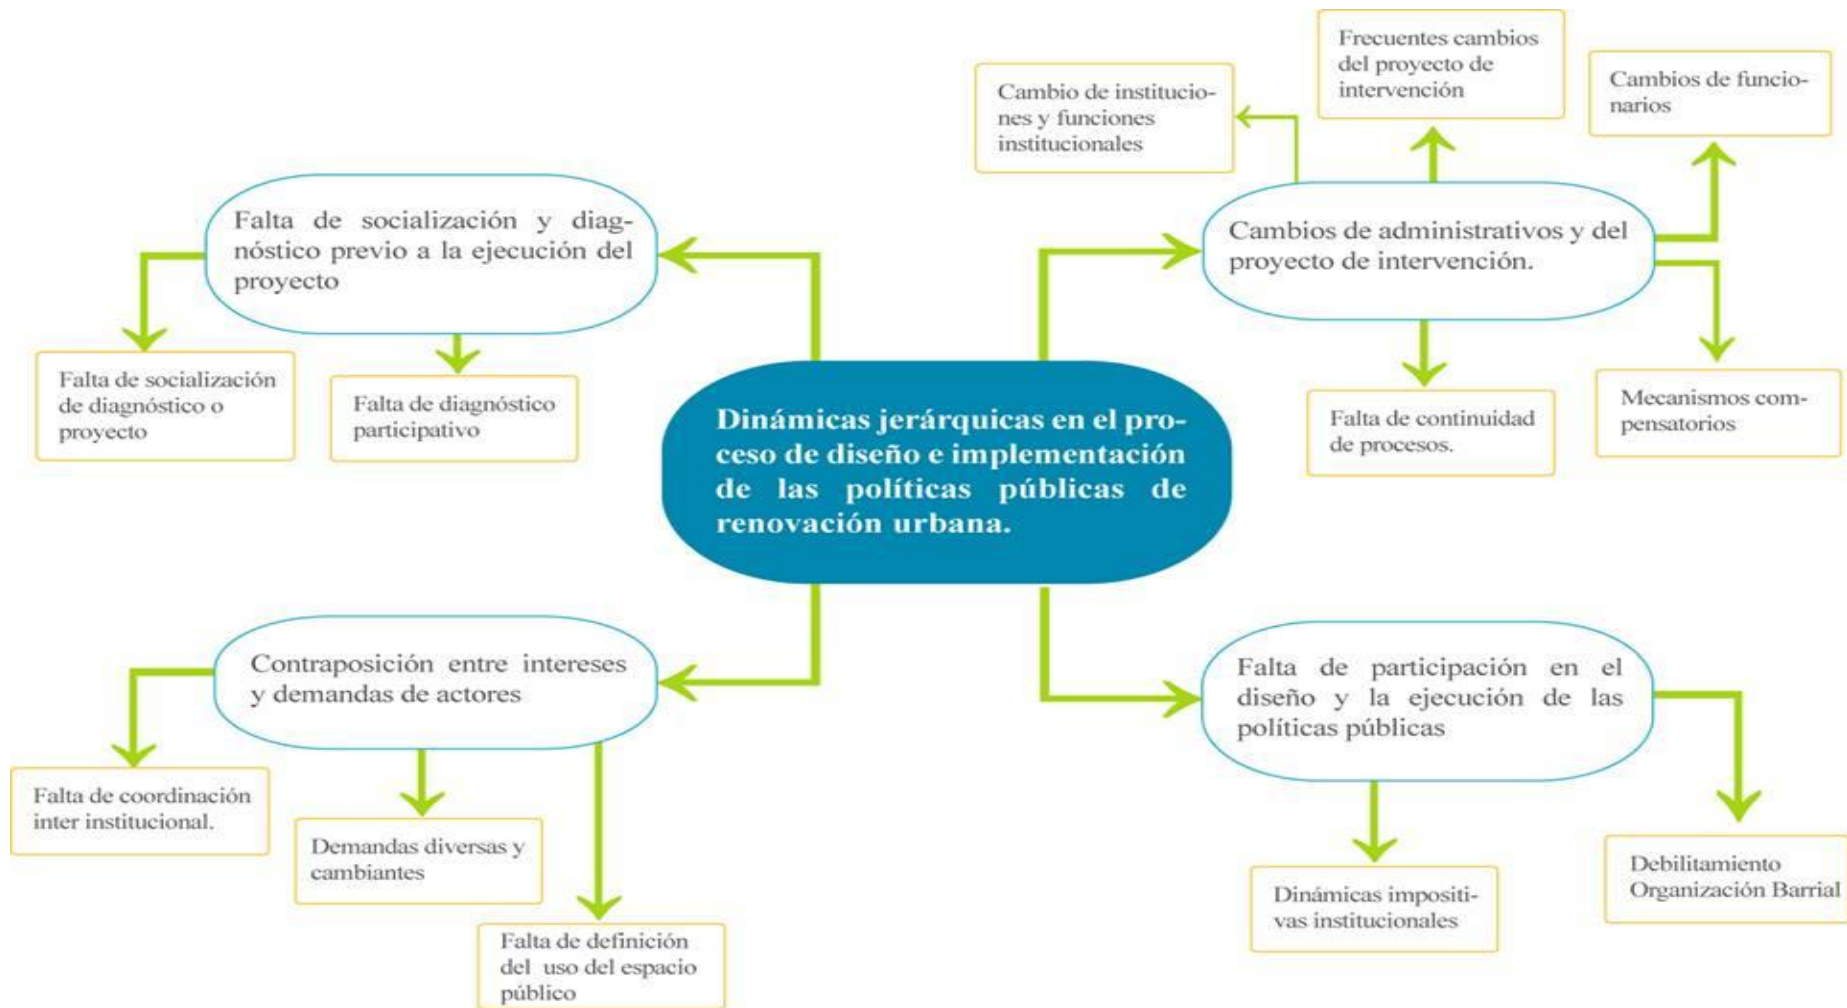 Frecuentes cambios
del proyecto de
intervención
Cambio de institucio-
nes y funciones
institucionales
Cambios de funcio-
narios
Falta de socialización y diag-
nóstico previo a la ejecución del
proyecto
Cambios de administrativos y del
proyecto de intervención.
Falta de socialización
de diagnóstico o
proyecto
Falta de diagnóstico
participativo
Falta de continuidad
de procesos.
Mecanismos com-
pensatorios
Dinámicas jerárquicas en el pro-
ceso de diseño e implementación
de las políticas públicas de
renovación urbana.
Contraposición entre intereses
y demandas de actores
Falta de participación en el
diseño y la ejecución de las
políticas públicas
Falta de coordinación
inter institucional.
Demandas diversas y
cambiantes
Falta de definición
del uso del espacio
público
Dinámicas impositi-
vas institucionales
Debilitamiento
Organización Barrial